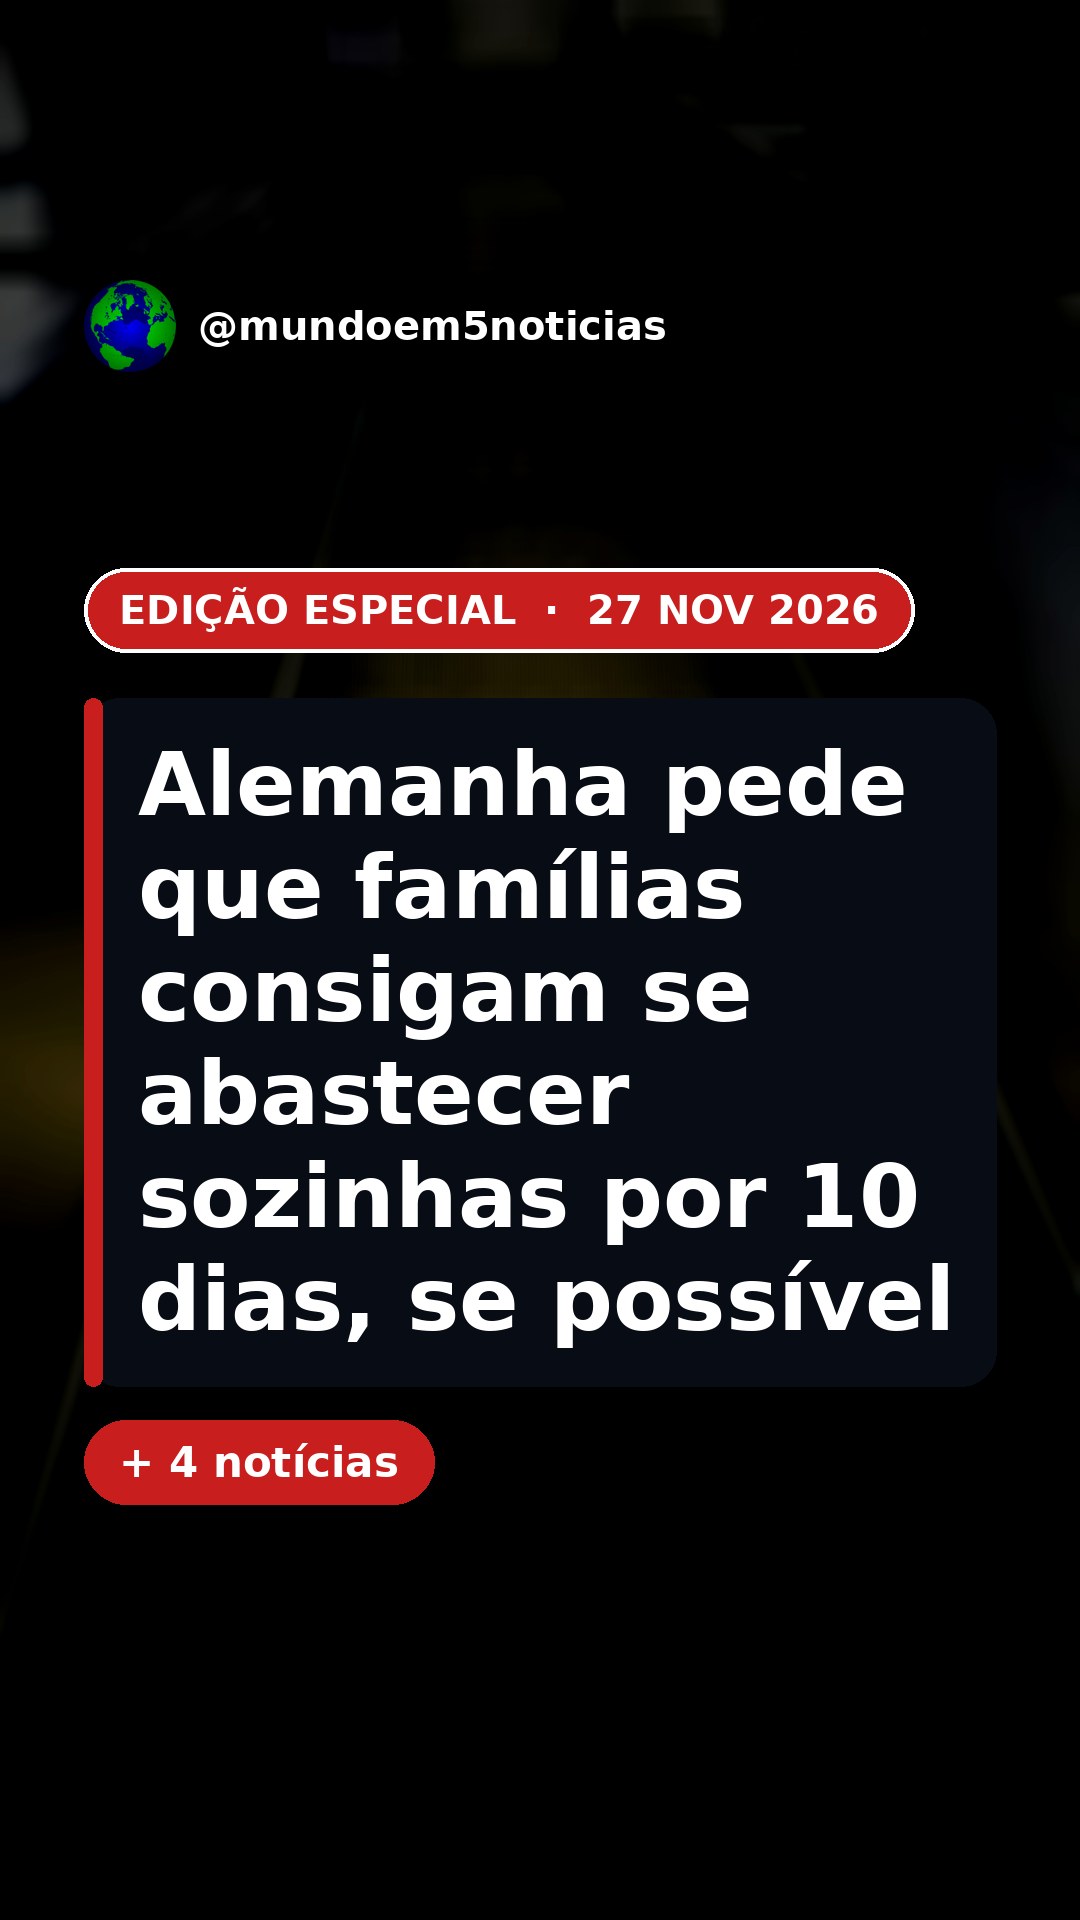 @mundoem5noticias
EDIÇÃO ESPECIAL · 27 NOV 2026
Alemanha pede
que famílias
consigam se
abastecer
sozinhas por 10
dias, se possível
+ 4 notícias